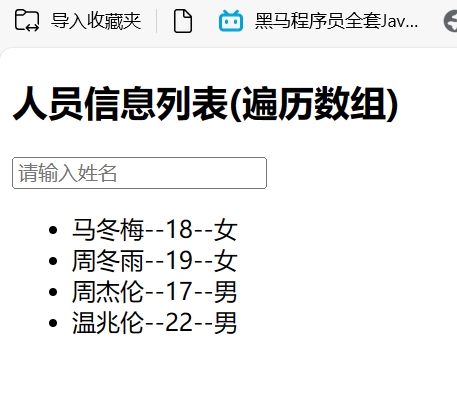 导入收藏夹 黑马程序员全套Jav...
人员信息列表(遍历数组)
请输入姓名
马冬梅--18--女
周冬雨--19--女
周杰伦--17--男
温兆伦--22--男